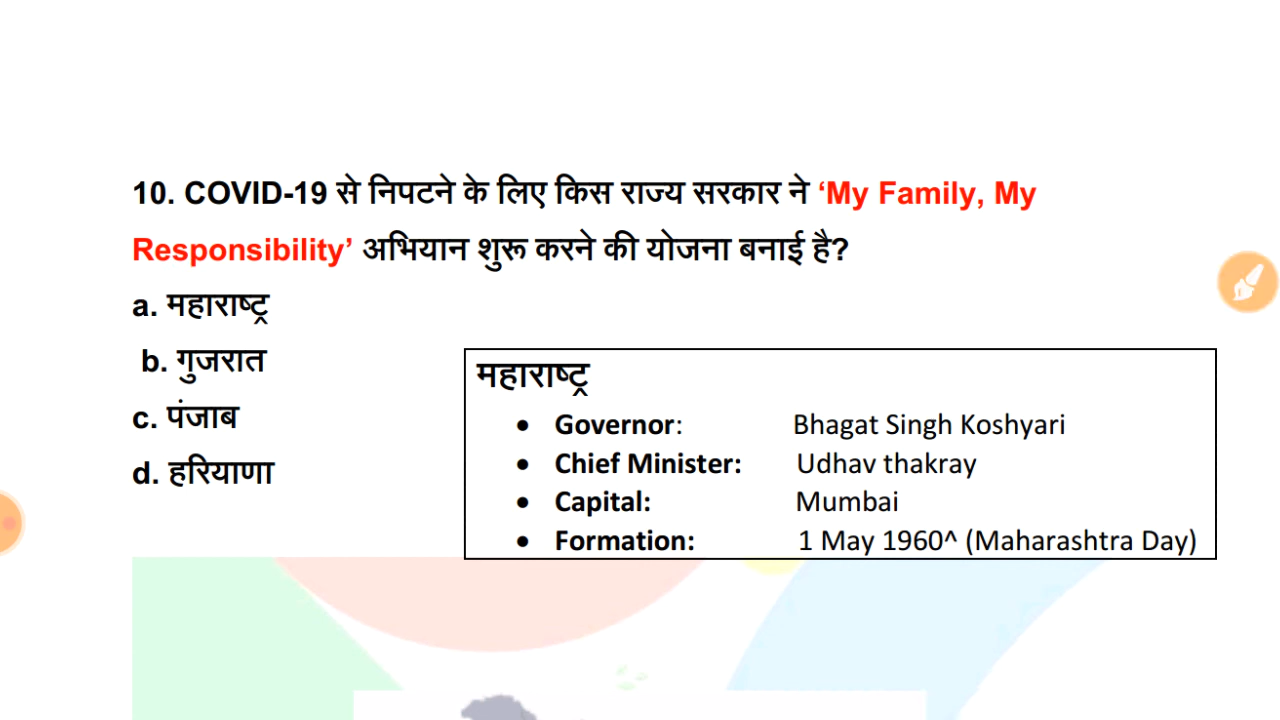 10. COVID-19 से निपटने के लिए किस राज्य सरकार ने ‘My Family, My
Responsibility’ अभियान शुरू करने की योजना बनाई है?
a. महाराष्ट्र
b. गुजरात
c. पंजाब
d. हरियाणा
महाराष्ट्र
• Governor: Bhagat Singh Koshyari
• Chief Minister: Udhav thakray
• Capital: Mumbai
• Formation: 1 May 1960^ (Maharashtra Day)